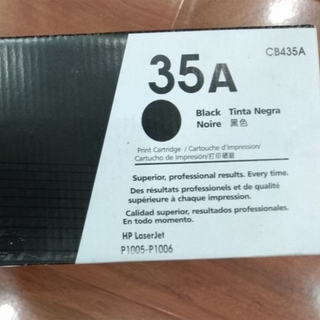 CB435A
35A
Black Tinta Negra
Noire 黑色
Print Cartridge / Cartouche d'impression/
Cartucho de Impresión/打印硒鼓
Superior, professional results. Every time.
Des résultats professionels et de qualité
supérieure à chaque impression.
Calidad superior, resultados profesionales.
En todo momento.
HP LaserJet
P1005-P1006